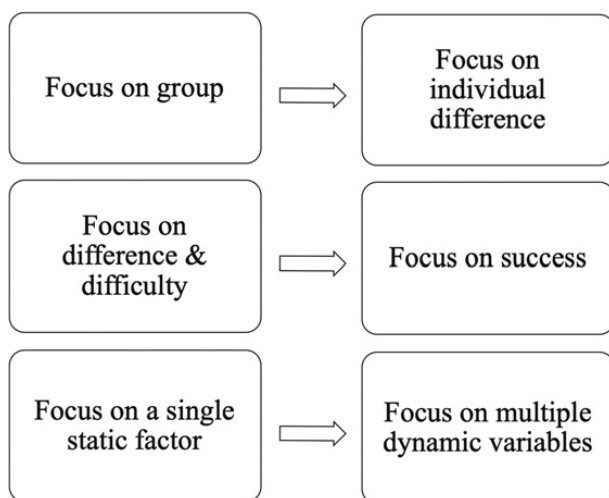 Focus on group
Focus on
individual
difference
Focus on
difference &
difficulty
Focus on success
Focus on a single
static factor
Focus on multiple
dynamic variables